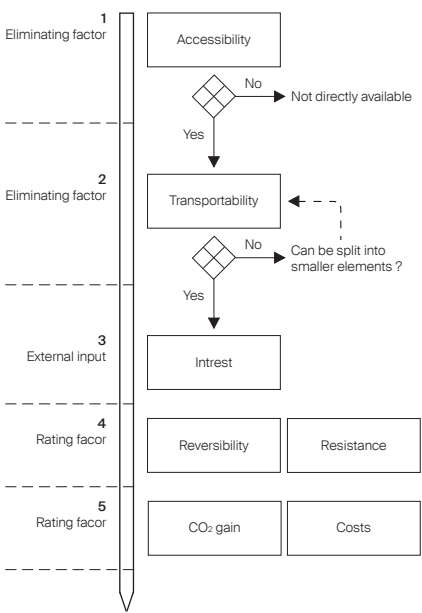 1
Eliminating factor
Accessibility
No
Not directly available
Yes
2
Eliminating factor
Transportability
No
Can be split into
smaller elements ?
Yes
3
External input
Intrest
4
Rating facor
Reversibility
Resistance
5
Rating facor
CO₂ gain
Costs